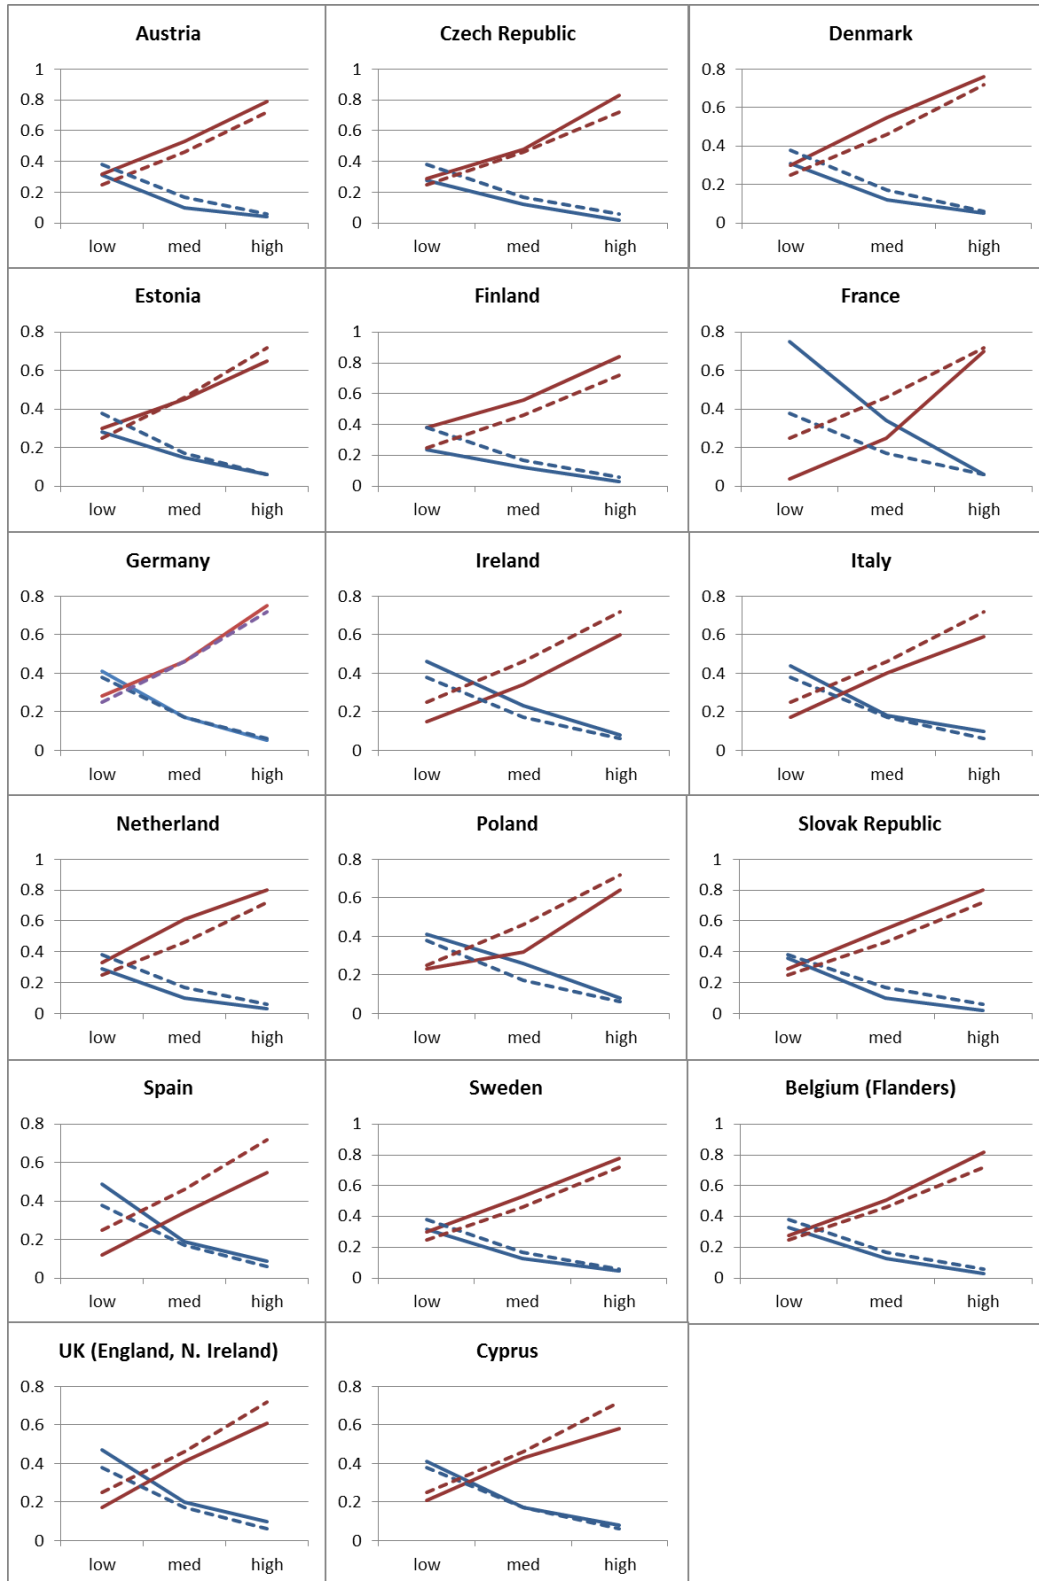 Austria
1
0.8
0.6
0.4
0.2
0
low med high
Czech Republic
1
0.8
0.6
0.4
0.2
0
low med high
Denmark
0.8
0.6
0.4
0.2
0
low med high
Estonia
0.8
0.6
0.4
0.2
0
low med high
Finland
1
0.8
0.6
0.4
0.2
0
low med high
France
0.8
0.6
0.4
0.2
0
low med high
Germany
0.8
0.6
0.4
0.2
0
low med high
Ireland
0.8
0.6
0.4
0.2
0
low med high
Italy
0.8
0.6
0.4
0.2
0
low med high
Netherland
1
0.8
0.6
0.4
0.2
0
low med high
Poland
0.8
0.6
0.4
0.2
0
low med high
Slovak Republic
1
0.8
0.6
0.4
0.2
0
low med high
Spain
0.8
0.6
0.4
0.2
0
low med high
Sweden
1
0.8
0.6
0.4
0.2
0
low med high
Belgium (Flanders)
1
0.8
0.6
0.4
0.2
0
low med high
UK (England, N. Ireland)
0.8
0.6
0.4
0.2
0
low med high
Cyprus
0.8
0.6
0.4
0.2
0
low med high